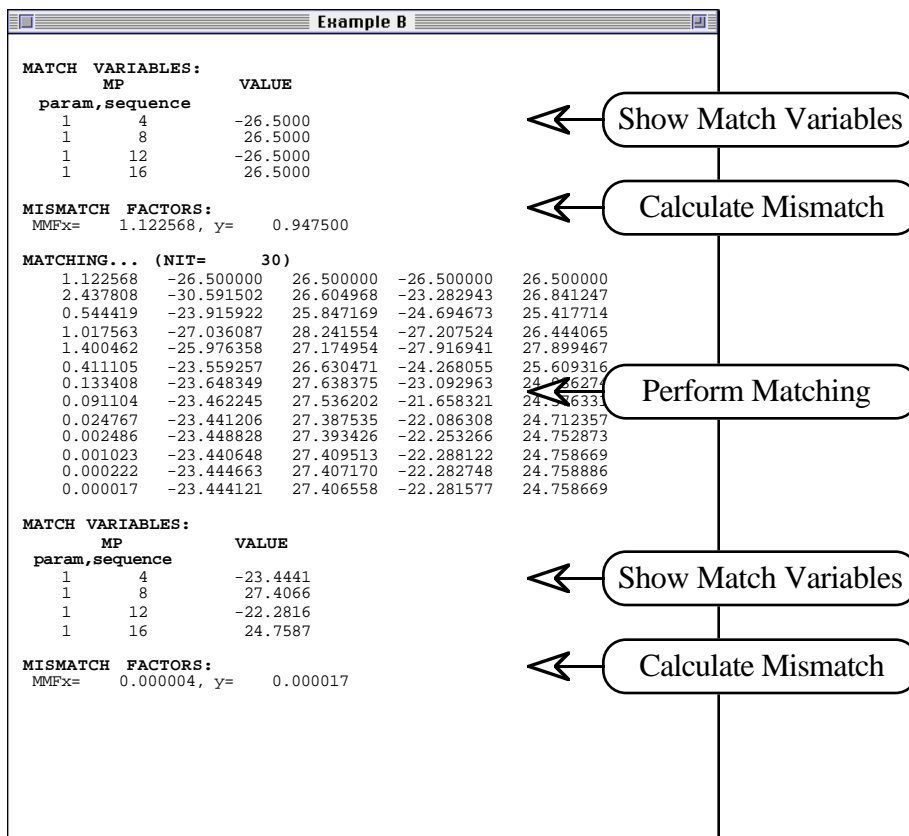 Example B
MATCH VARIABLES:
MP VALUE
param,sequence
1 4 -26.5000
1 8 26.5000
1 12 -26.5000
1 16 26.5000
Show Match Variables
MISMATCH FACTORS:
MMFx= 1.122568, y= 0.947500
Calculate Mismatch
MATCHING... (NIT= 30)
1.122568 -26.500000 26.500000 -26.500000 26.500000
2.437808 -30.591502 26.604968 -23.282943 26.841247
0.544419 -23.915922 25.847169 -24.694673 25.417714
1.017563 -27.036087 28.241554 -27.207524 26.444065
1.400462 -25.976358 27.174954 -27.916941 27.899467
0.411105 -23.559257 26.630471 -24.268055 25.609316
0.133408 -23.648349 27.638375 -23.092963
0.091104 -23.462245 27.536202 -21.658321
0.024767 -23.441206 27.387535 -22.086308 24.712357
0.002486 -23.448828 27.393426 -22.253266 24.752873
0.001023 -23.440648 27.409513 -22.288122 24.758669
0.000222 -23.444663 27.407170 -22.282748 24.758886
0.000017 -23.444121 27.406558 -22.281577 24.758669
Perform Matching
MATCH VARIABLES:
MP VALUE
param,sequence
1 4 -23.4441
1 8 27.4066
1 12 -22.2816
1 16 24.7587
Show Match Variables
MISMATCH FACTORS:
MMFx= 0.000004, y= 0.000017
Calculate Mismatch